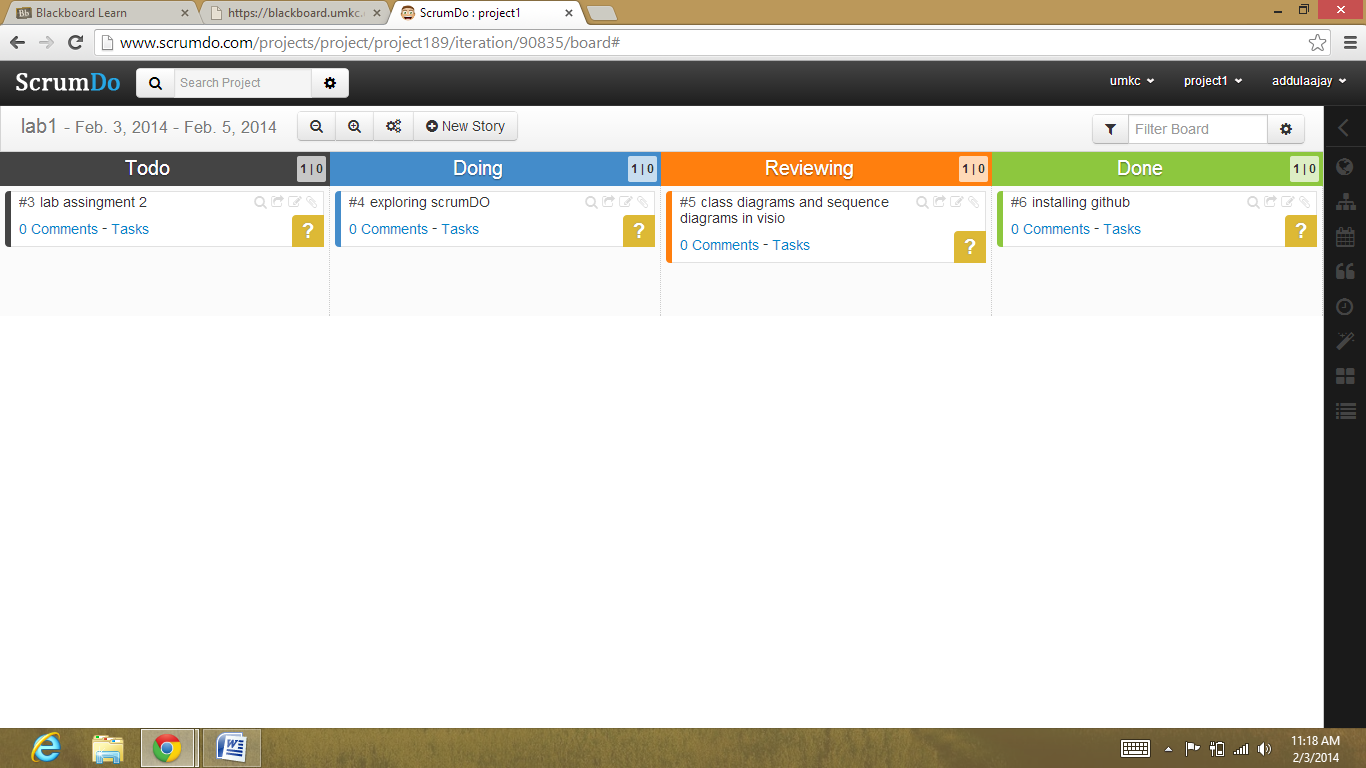 Blackboard Learn
https://blackboard.umkc.
ScrumDo : project1
www.scrumdo.com/projects/project/project189/iteration/90835/board#
ScrumDo
Search Project
umkc
project1
addulaajay
lab1 - Feb. 3, 2014 - Feb. 5, 2014
New Story
Filter Board
Todo
1 | 0
Doing
1 | 0
Reviewing
1 | 0
Done
1 | 0
#3 lab assingment 2
0 Comments - Tasks
?
#4 exploring scrumDO
0 Comments - Tasks
?
#5 class diagrams and sequence
diagrams in visio
0 Comments - Tasks
?
#6 installing github
0 Comments - Tasks
?
11:18 AM
2/3/2014